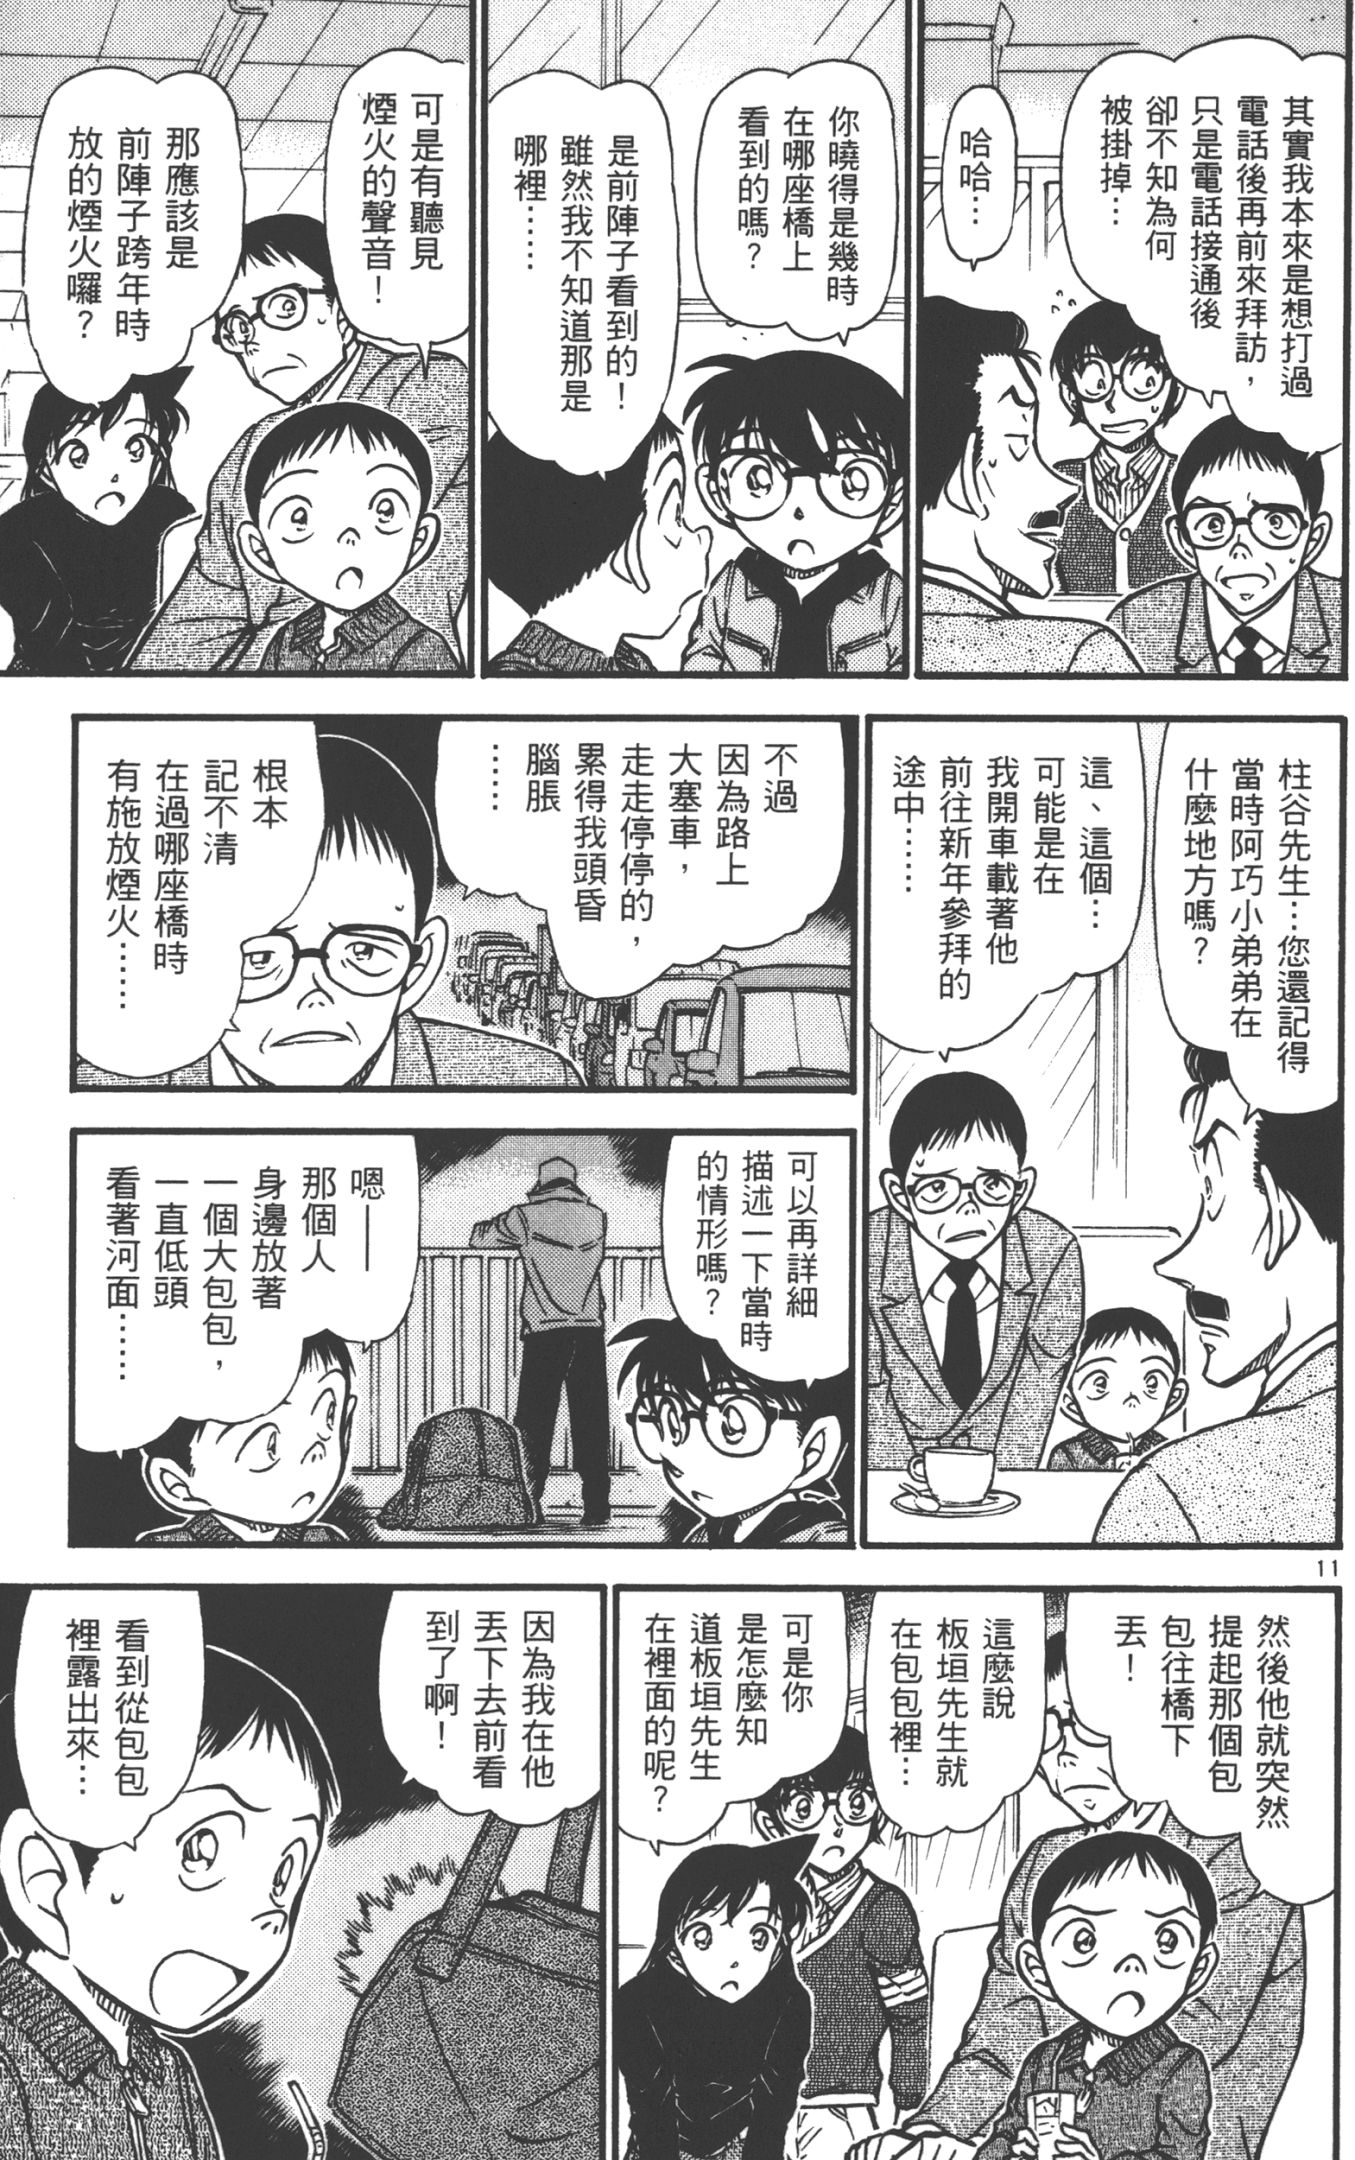 其實我本來是想打過
電話後再前來拜訪，
只是電話接通後
卻不知為何
被掛掉…
哈哈…
你曉得是幾時
在哪座橋上
看到的嗎？
是前陣子看到的！
雖然我不知道那是
哪裡……
可是有聽見
煙火的聲音！
那應該是
前陣子跨年時
放的煙火囉？
柱谷先生…您還記得
當時阿巧小弟弟在
什麼地方嗎？
這、這個…
可能是在
我開車載著他
前往新年參拜的
途中……
不過
因為路上
大塞車，
走走停停的，
累得我頭昏
腦脹
……
根本
記不清
在過哪座橋時
有施放煙火……
可以再詳細
描述一下當時
的情形嗎？
嗯——
那個人
身邊放著
一個大包包，
一直低頭
看著河面……
11
然後他就突然
提起那個包
包往橋下
丟！
這麼說
板垣先生就
在包包裡…
可是你
是怎麼知
道板垣先生
在裡面的呢？
因為我在他
丟下去前看
到了啊！
看到從包包
裡露出來…